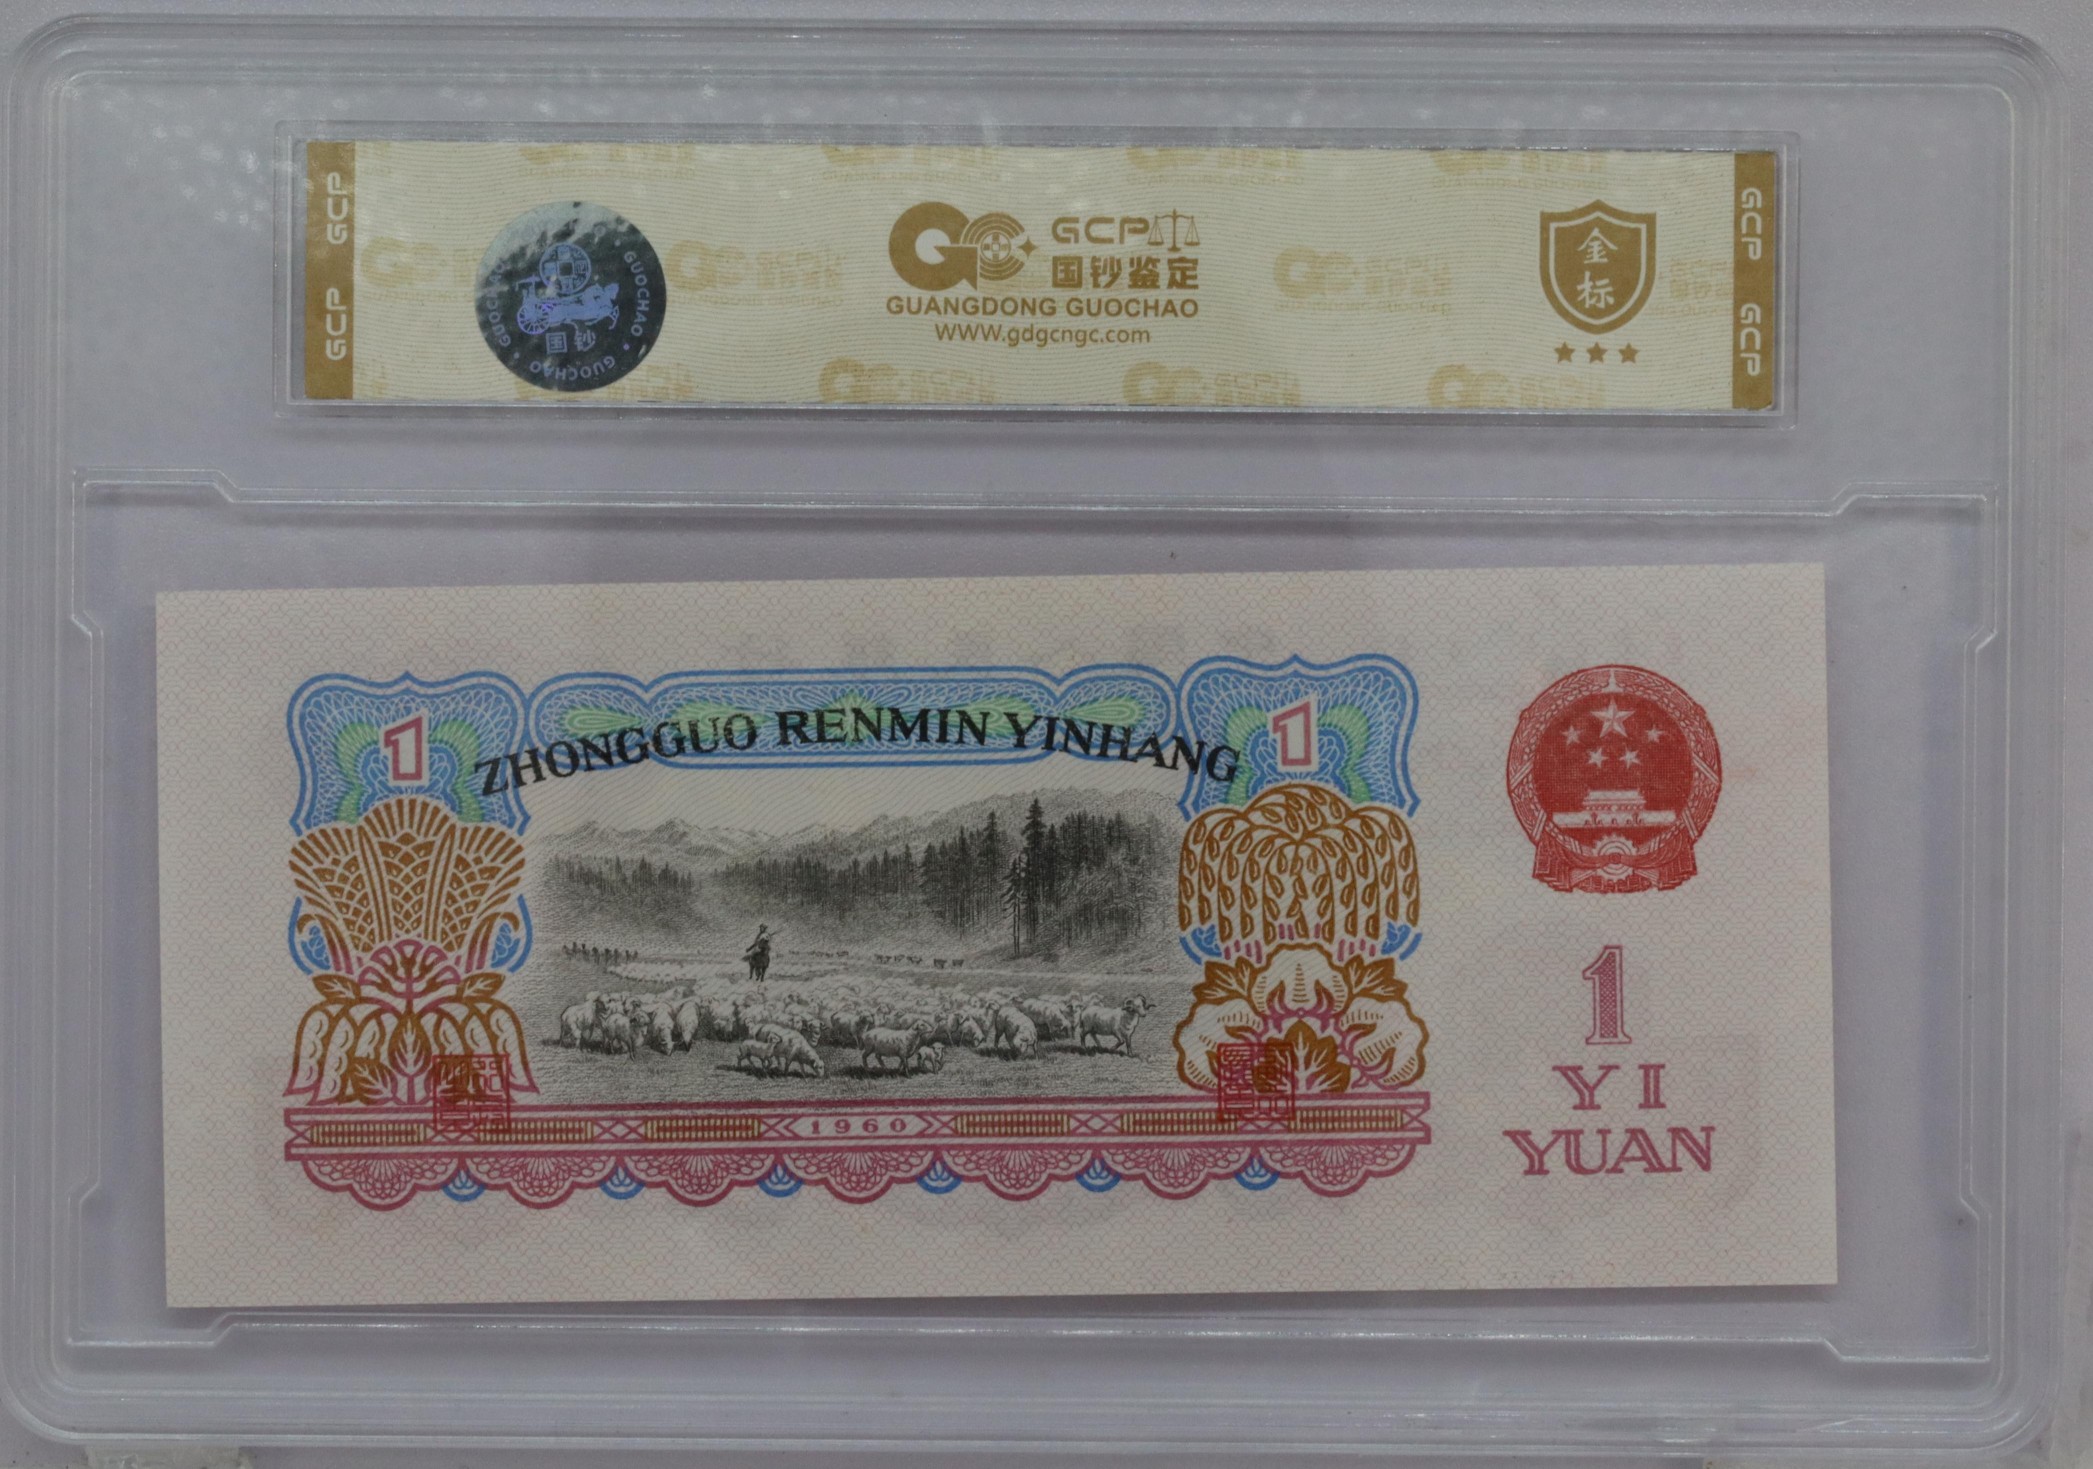 GCP GCP
GUOCHAO • GUOCHAO • GUOCHAO
国钞
GCP
国钞鉴定
GUANGDONG GUOCHAO
WWW.gdgcngc.com
金
标
GCP GCP
ZHONGGUO RENMIN YINHANG
1
1
1960
1
YI
YUAN